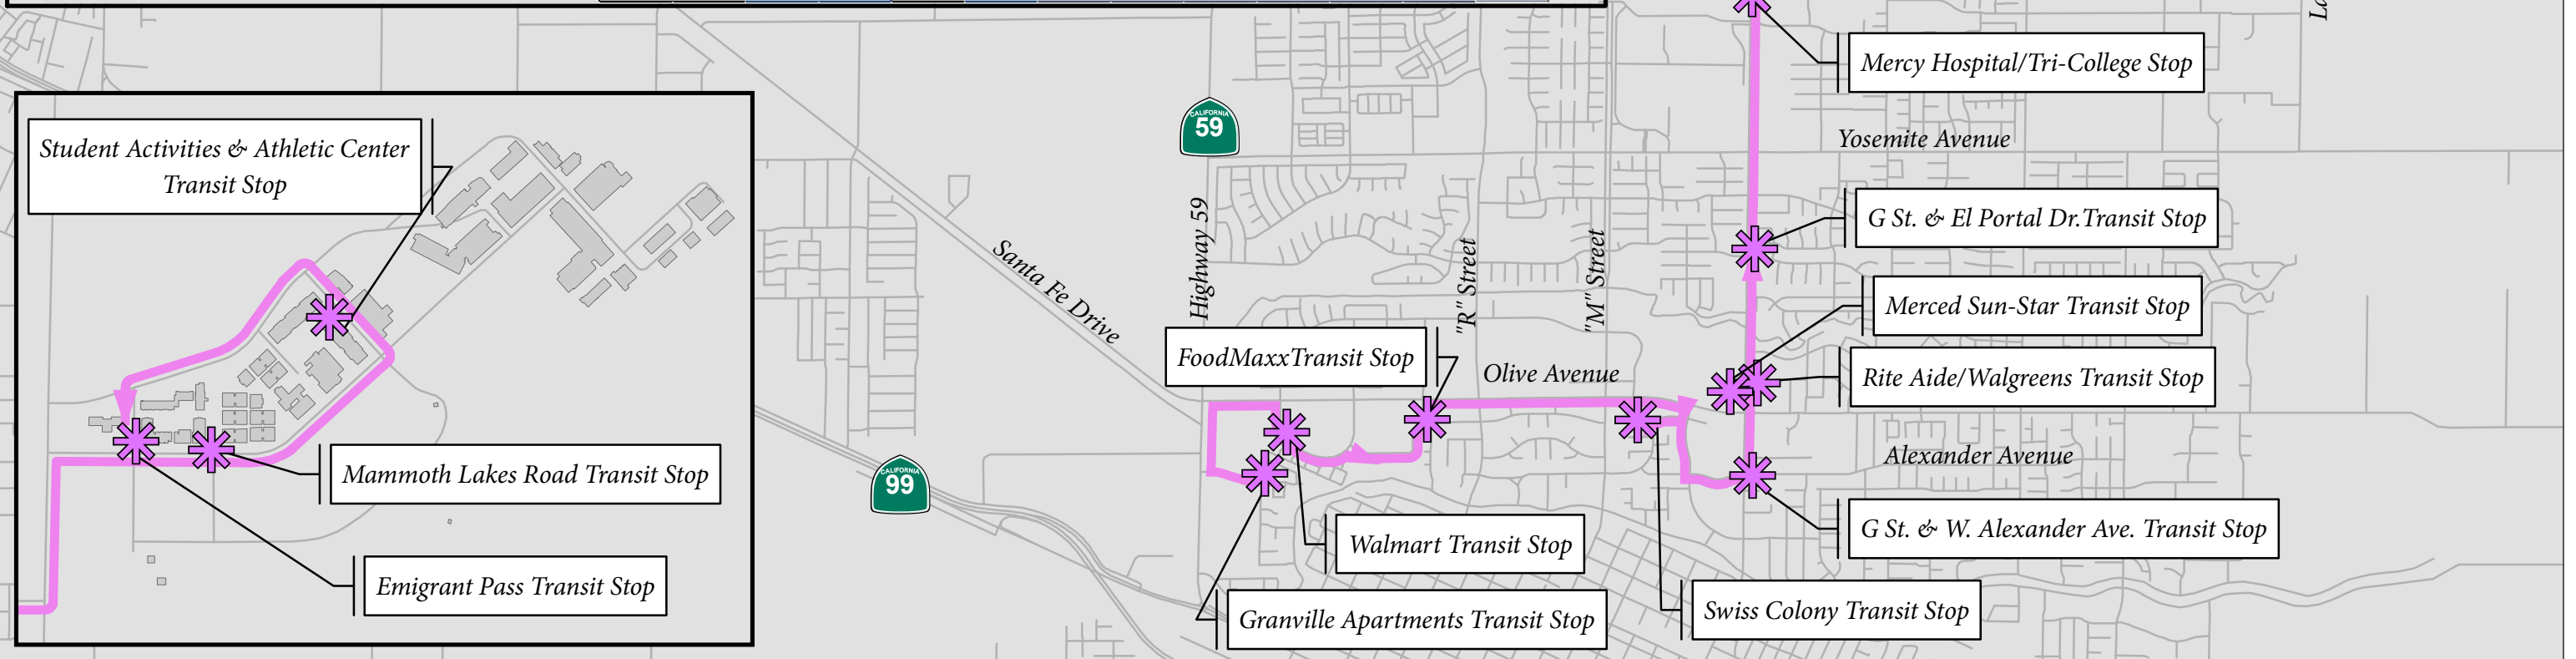 Mercy Hospital/Tri-College Stop
CALIFORNIA
59
Yosemite Avenue
Student Activities & Athletic Center
Transit Stop
G St. & El Portal Dr.Transit Stop
Highway 59
Santa Fe Drive
"R" Street
"M" Street
Merced Sun-Star Transit Stop
FoodMaxxTransit Stop
Olive Avenue
Rite Aide/Walgreens Transit Stop
Mammoth Lakes Road Transit Stop
CALIFORNIA
99
Alexander Avenue
Walmart Transit Stop
G St. & W. Alexander Ave. Transit Stop
Emigrant Pass Transit Stop
Granville Apartments Transit Stop
Swiss Colony Transit Stop